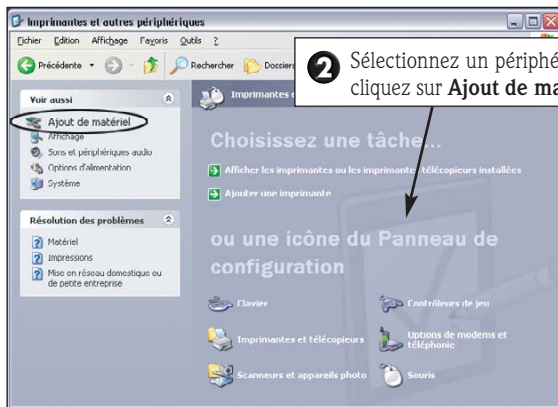 Imprimantes et autres périphériques
Fichier Edition Affichage Favoris Outils ?
Précédente Rechercher Dossiers
2 Sélectionnez un périphé
cliquez sur Ajout de ma
Voir aussi
Ajout de matériel
Affichage
Sons et périphériques audio
Options d'alimentation
Système
Résolution des problèmes
Matériel
Impressions
Mise en réseau domestique ou
de petite entreprise
Imprimantes e
Choisissez une tâche...
Afficher les imprimantes ou les imprimantes télécopieurs installées
Ajouter une imprimante
ou une icône du Panneau de
configuration
Clavier
Contrôleurs de jeu
Imprimantes et télécopieurs
Options de modems et
téléphonie
Scanneurs et appareils photo
Souris